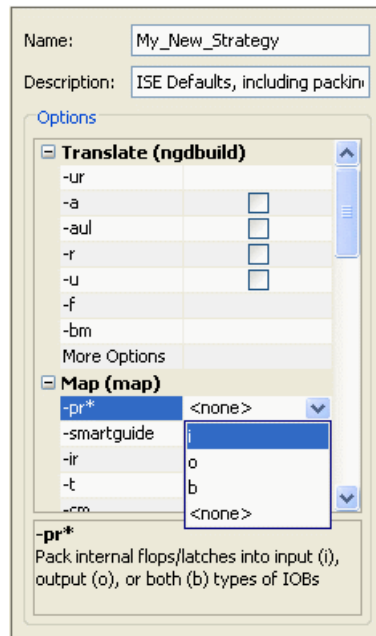 Name: My_New_Strategy
Description: ISE Defaults, including packin
Options
Translate (ngdbuild)
-ur
-a
-aul
-r
-u
-f
-bm
More Options
Map (map)
-pr* <none>
-smartguide i
-ir o
-t b
-cm <none>
-pr*
Pack internal flops/latches into input (i),
output (o), or both (b) types of IOBs